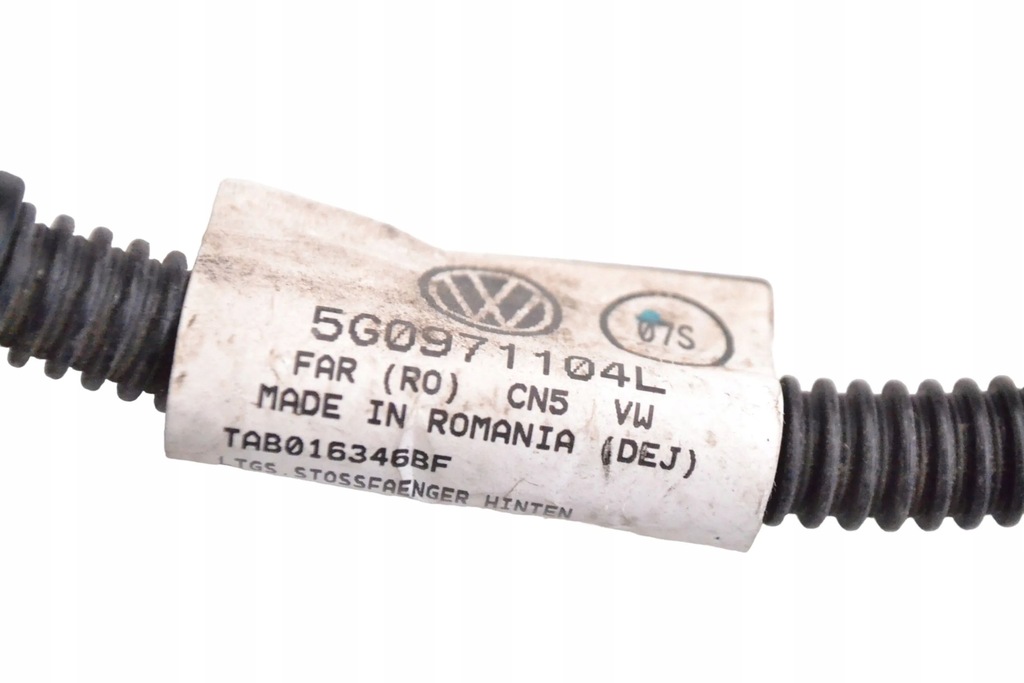 07S
5G0971104L
FAR (RO) CN5 VW
MADE IN ROMANIA (DEJ)
TAB016346BF
LTGS.STOSSFAENGER HINTEN